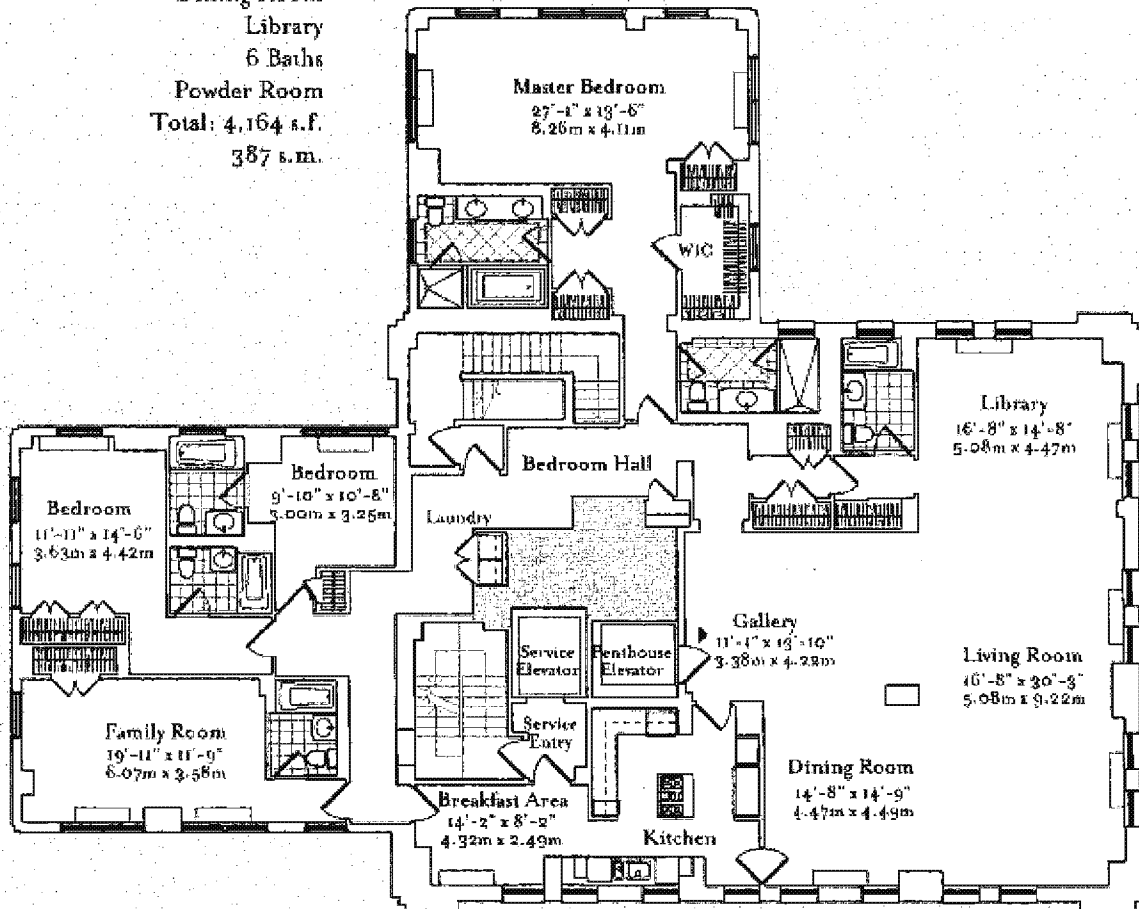 Library
6 Baths
Powder Room
Total: 4,164 s.f.
387 s.m.
Master Bedroom
27'-1" x 13'-6"
8.26m x 4.11m
WIC
Library
16'-8" x 14'-8"
5.08m x 4.47m
Bedroom Hall
Bedroom
9'-10" x 10'-8"
3.00m x 3.25m
Bedroom
11'-11" x 14'-6"
3.63m x 4.42m
Laundry
Gallery
11'-1" x 13'-10"
3.38m x 4.22m
Service
Elevator
Penthouse
Elevator
Living Room
16'-8" x 30'-3"
5.08m x 9.22m
Family Room
19'-11" x 11'-9"
6.07m x 3.58m
Service
Entry
Dining Room
14'-8" x 14'-9"
4.47m x 4.49m
Breakfast Area
14'-2" x 8'-2"
4.32m x 2.49m
Kitchen